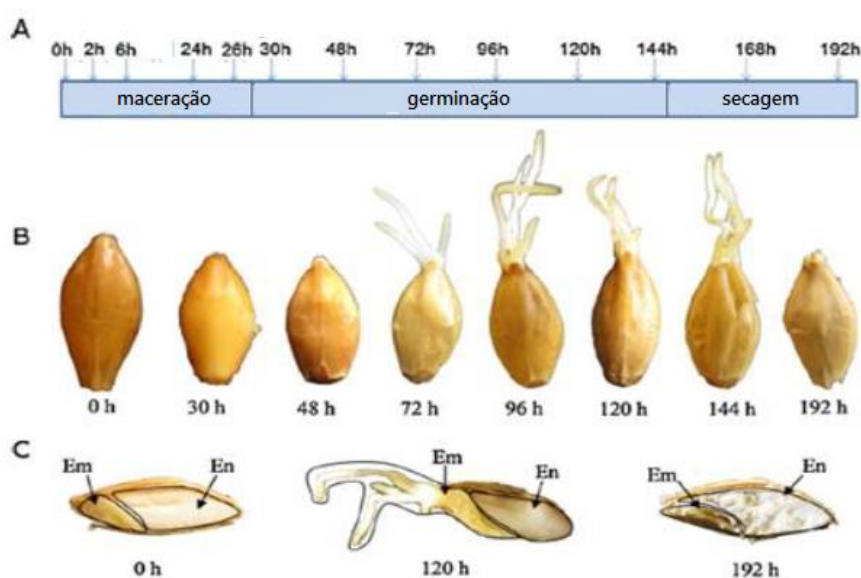 A
0h 2h 6h 24h 26h 30h 48h 72h 96h 120h 144h 168h 192h
maceração germinação secagem
B
0 h 30 h 48 h 72 h 96 h 120 h 144 h 192 h
C
Em En Em En Em En
0 h 120 h 192 h